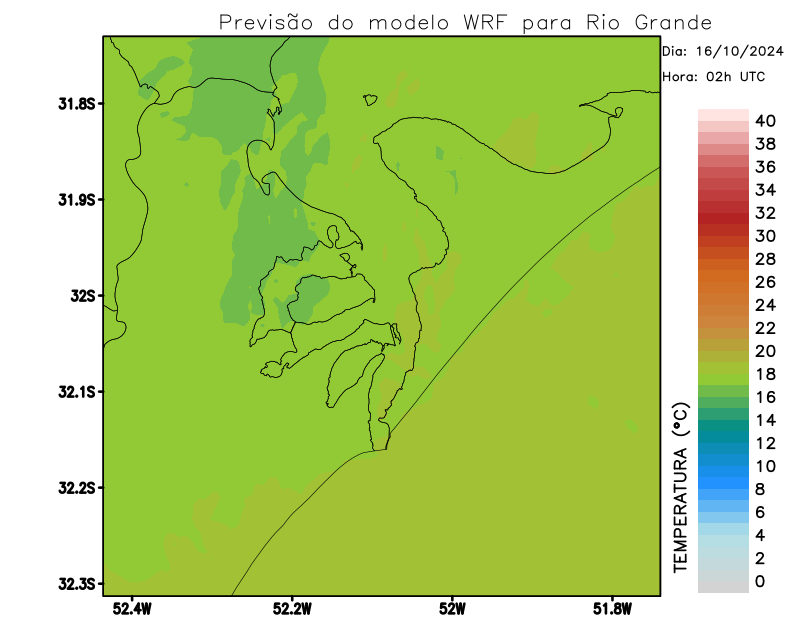 Previsão do modelo WRF para Rio Grande
Dia: 16/10/2024
Hora: 02h UTC
31.8S
31.9S
32S
32.1S
32.2S
32.3S
52.4W
52.2W
52W
51.8W
TEMPERATURA (°C)
40
38
36
34
32
30
28
26
24
22
20
18
16
14
12
10
8
6
4
2
0